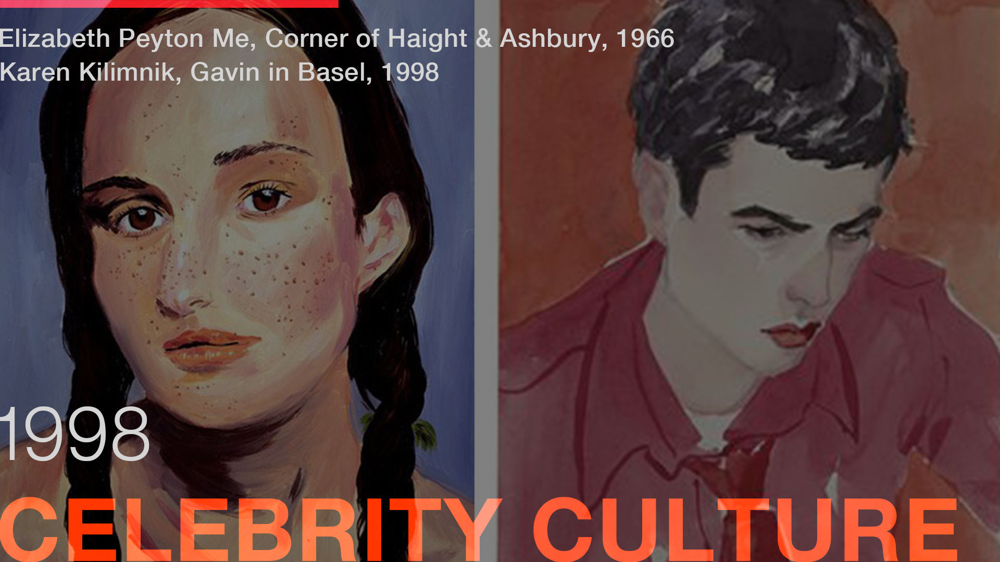 Elizabeth Peyton Me, Corner of Haight & Ashbury, 1966
Karen Kilimnik, Gavin in Basel, 1998
1998
CELEBRITY CULTURE